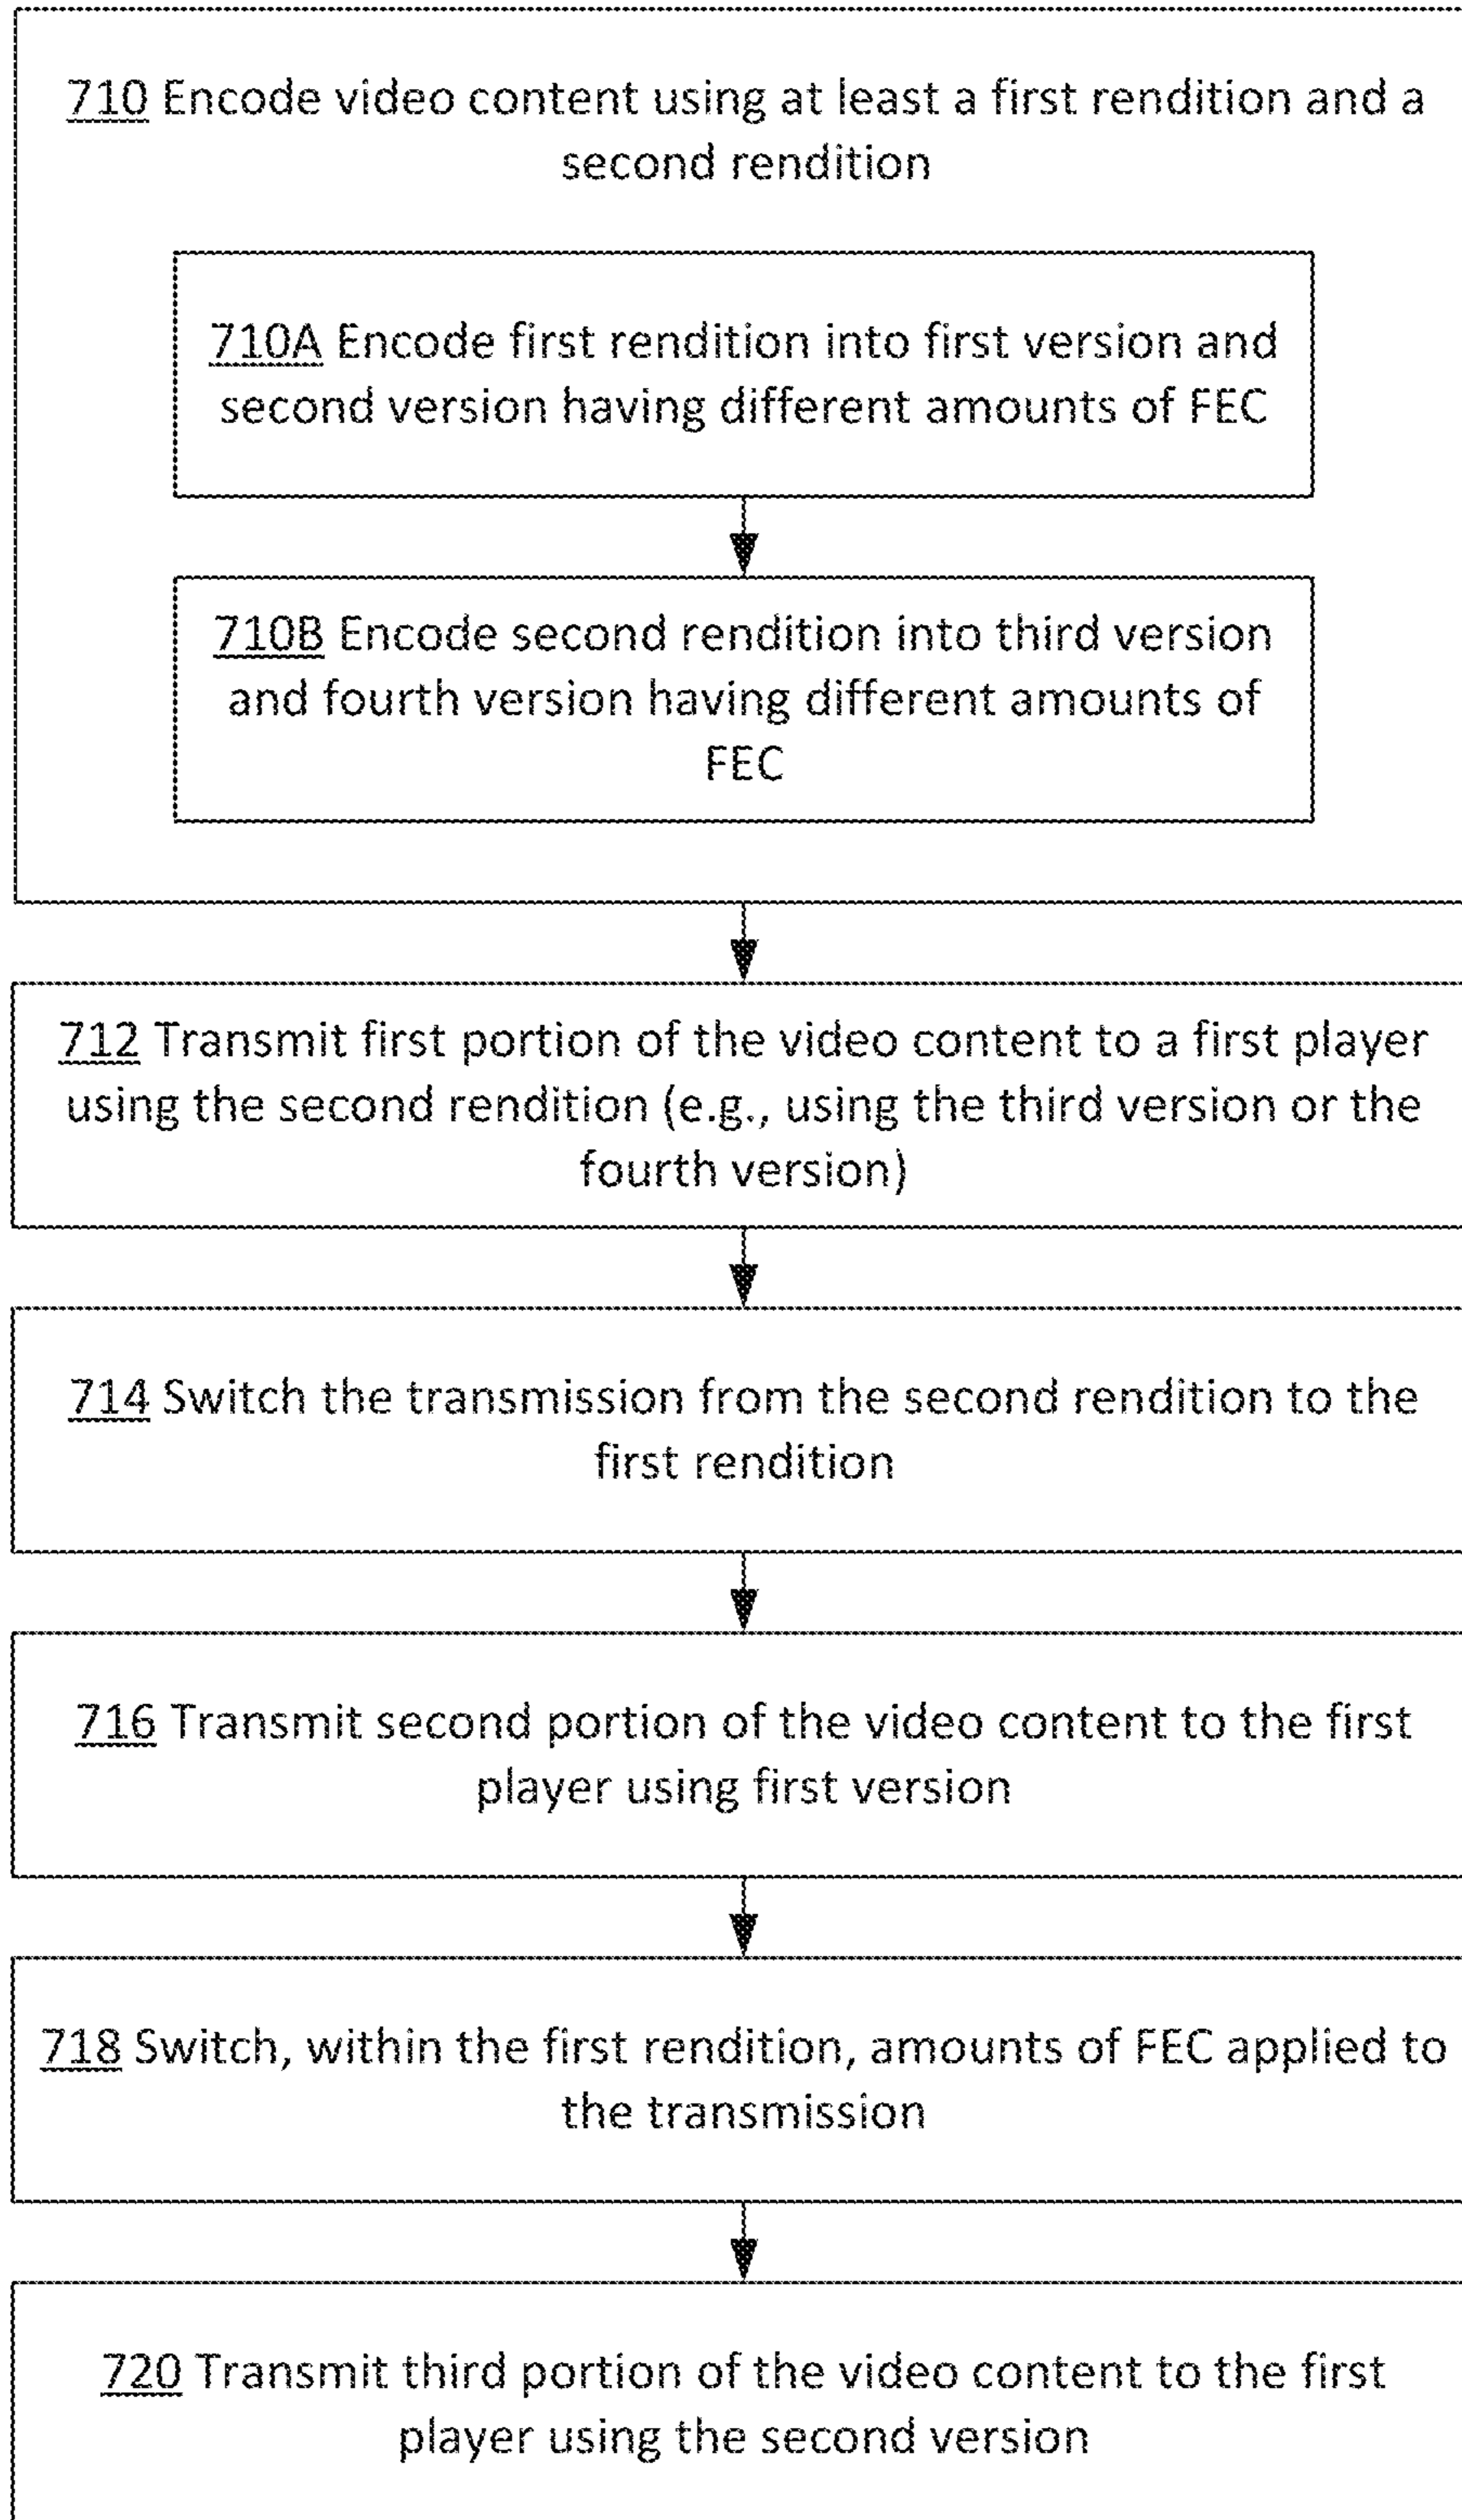 710 Encode video content using at least a first rendition and a
second rendition
710A Encode first rendition into first version and
second version having different amounts of FEC
710B Encode second rendition into third version
and fourth version having different amounts of
FEC
712 Transmit first portion of the video content to a first player
using the second rendition (e.g., using the third version or the
fourth version)
714 Switch the transmission from the second rendition to the
first rendition
716 Transmit second portion of the video content to the first
player using first version
718 Switch, within the first rendition, amounts of FEC applied to
the transmission
720 Transmit third portion of the video content to the first
player using the second version